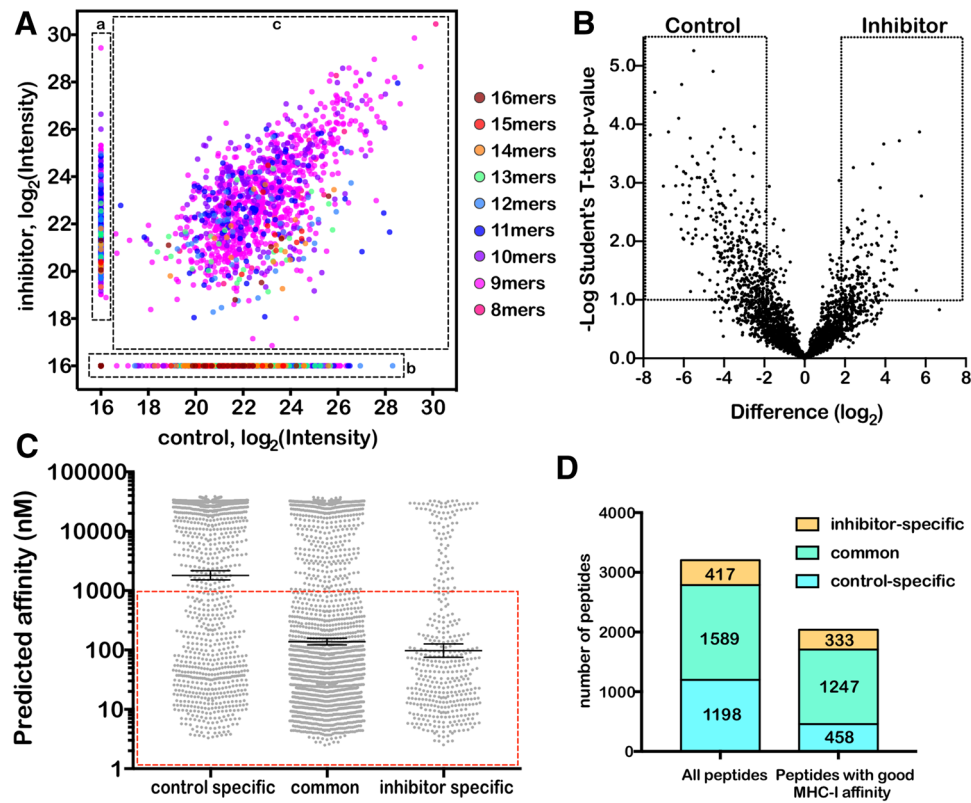 A
a
c
30
28
26
24
22
20
18
16
inhibitor, log2(Intensity)
b
16 18 20 22 24 26 28 30
control, log2(Intensity)
16mers
15mers
14mers
13mers
12mers
11mers
10mers
9mers
8mers
B
Control Inhibitor
-Log Student's T-test p-value
5.0
4.0
3.0
2.0
1.0
0.0
-8 -6 -4 -2 0 2 4 6 8
Difference (log2)
C
Predicted affinity (nM)
100000
10000
1000
100
10
1
control specific common inhibitor specific
D
number of peptides
4000
3000
2000
1000
0
inhibitor-specific
common
control-specific
417
1589
1198
333
1247
458
All peptides
Peptides with good
MHC-I affinity